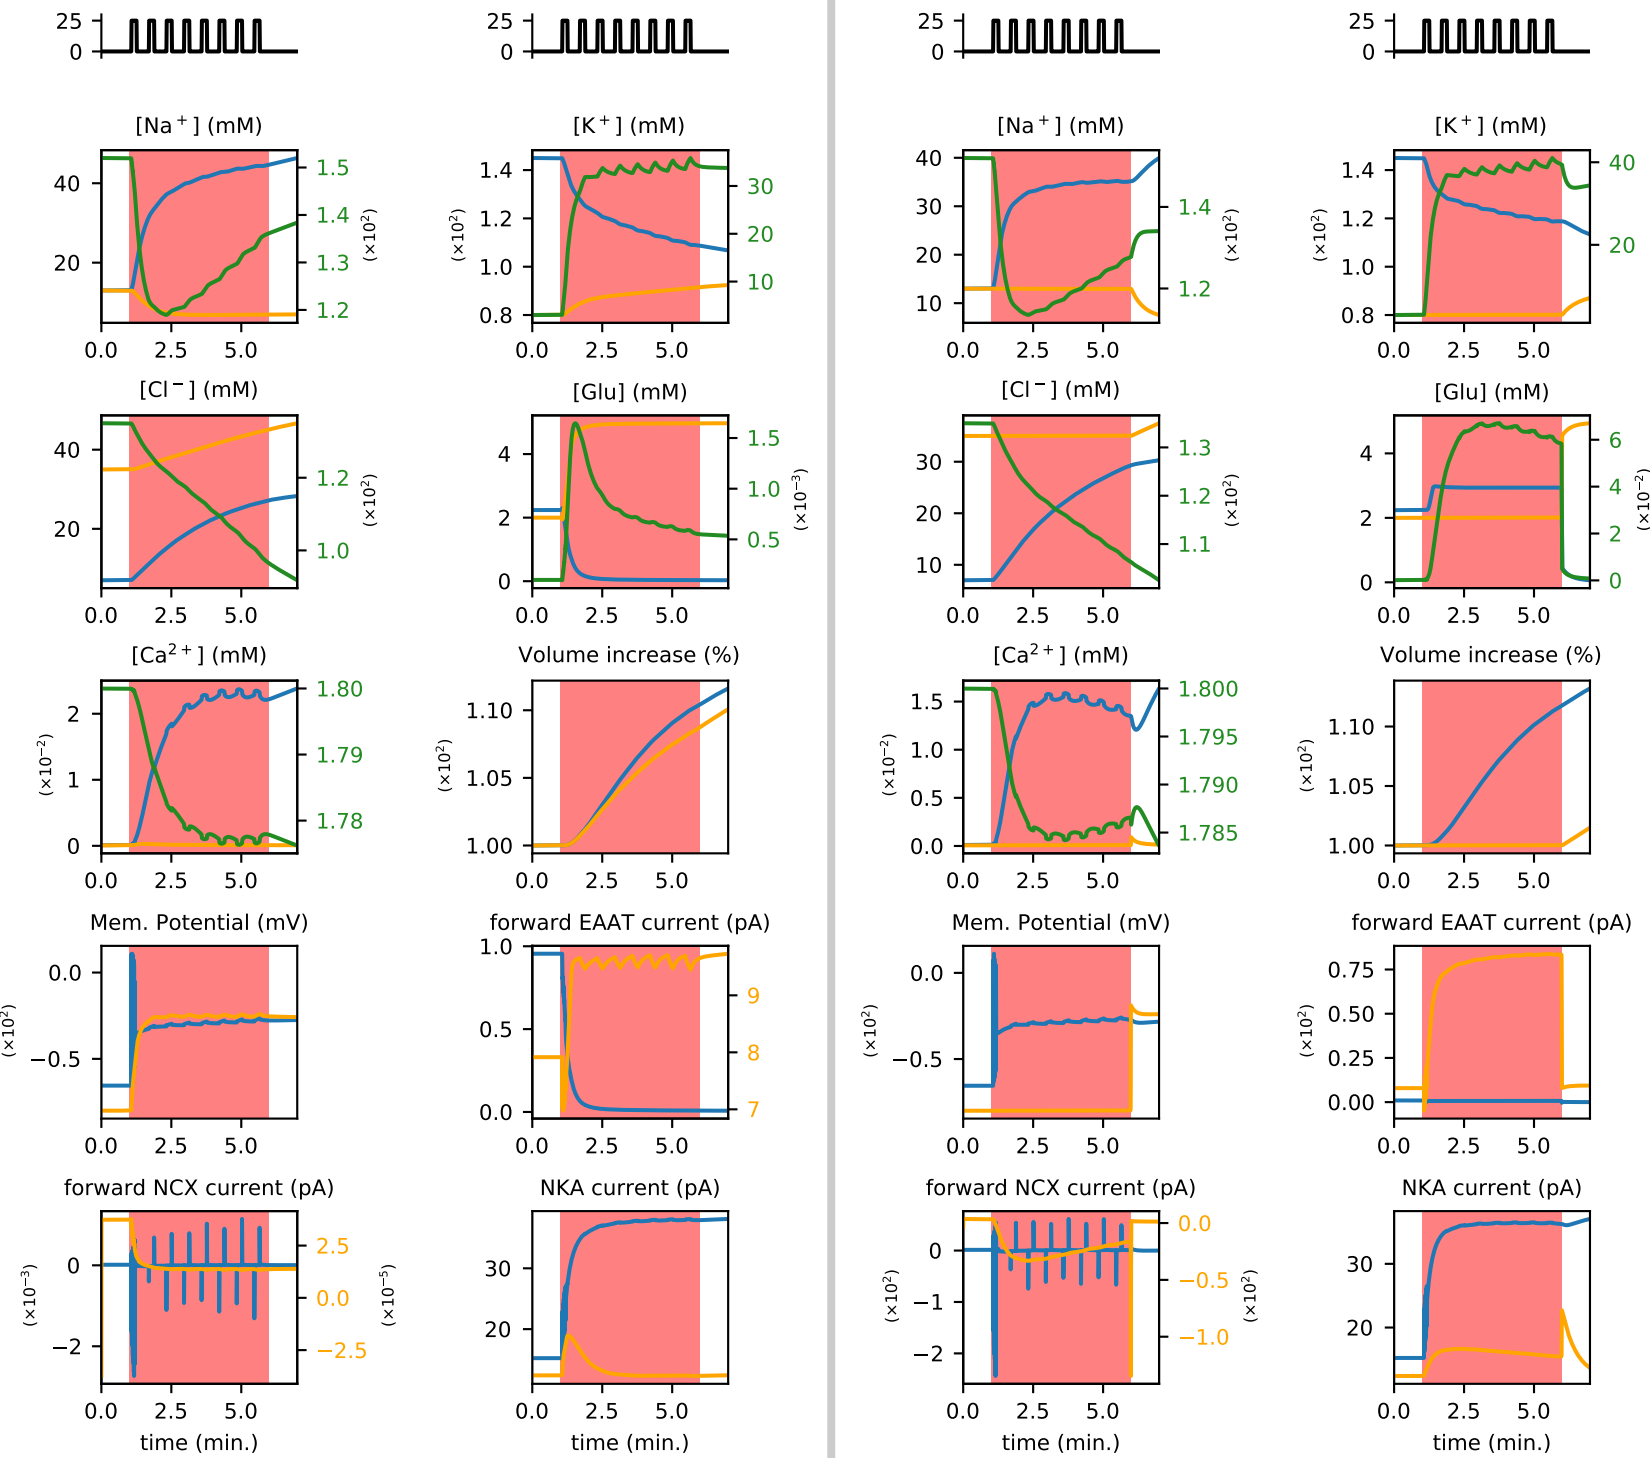 25 25 25 25
0 0 0 0
[Na+] (mM) [K+] (mM) [Na+] (mM) [K+] (mM)
40 20 1.5 1.4 1.3 1.2 (×10²)
0.0 2.5 5.0
(×10²) 1.4 1.2 1.0 0.8 30 20 10
0.0 2.5 5.0
40 30 20 10 1.4 1.2 (×10²)
0.0 2.5 5.0
(×10²) 1.4 1.2 1.0 0.8 40 20
0.0 2.5 5.0
[Cl−] (mM) [Glu] (mM) [Cl−] (mM) [Glu] (mM)
40 20 1.2 1.0 (×10²)
0.0 2.5 5.0
4 2 0 1.5 1.0 0.5 (×10−3)
0.0 2.5 5.0
30 20 10 1.3 1.2 1.1 (×10²)
0.0 2.5 5.0
4 2 0 6 4 2 0 (×10−2)
0.0 2.5 5.0
[Ca2+] (mM) Volume increase (%) [Ca2+] (mM) Volume increase (%)
(×10−2) 2 1 0 1.80 1.79 1.78
0.0 2.5 5.0
(×10²) 1.10 1.05 1.00
0.0 2.5 5.0
(×10−2) 1.5 1.0 0.5 0.0 1.800 1.795 1.790 1.785
0.0 2.5 5.0
(×10²) 1.10 1.05 1.00
0.0 2.5 5.0
Mem. Potential (mV) forward EAAT current (pA) Mem. Potential (mV) forward EAAT current (pA)
(×10²) 0.0 −0.5
0.0 2.5 5.0
1.0 0.5 0.0 9 8 7
0.0 2.5 5.0
(×10²) 0.0 −0.5
0.0 2.5 5.0
(×10²) 0.75 0.50 0.25 0.00
0.0 2.5 5.0
forward NCX current (pA) NKA current (pA) forward NCX current (pA) NKA current (pA)
(×10−3) 0 −2 2.5 0.0 −2.5 (×10−5)
0.0 2.5 5.0
30 20
0.0 2.5 5.0
(×10²) 0 −1 −2 0.0 −0.5 −1.0 (×10²)
0.0 2.5 5.0
30 20
0.0 2.5 5.0
time (min.) time (min.) time (min.) time (min.)